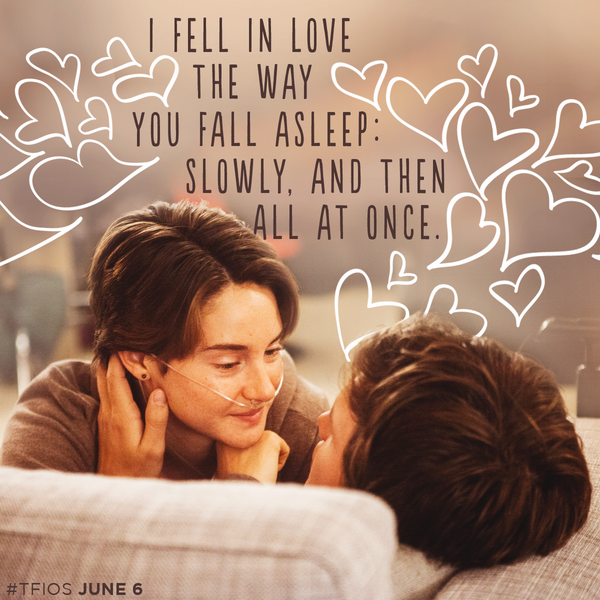 I FELL IN LOVE
THE WAY
YOU FALL ASLEEP:
SLOWLY, AND THEN
ALL AT ONCE.
#TFIOS JUNE 6